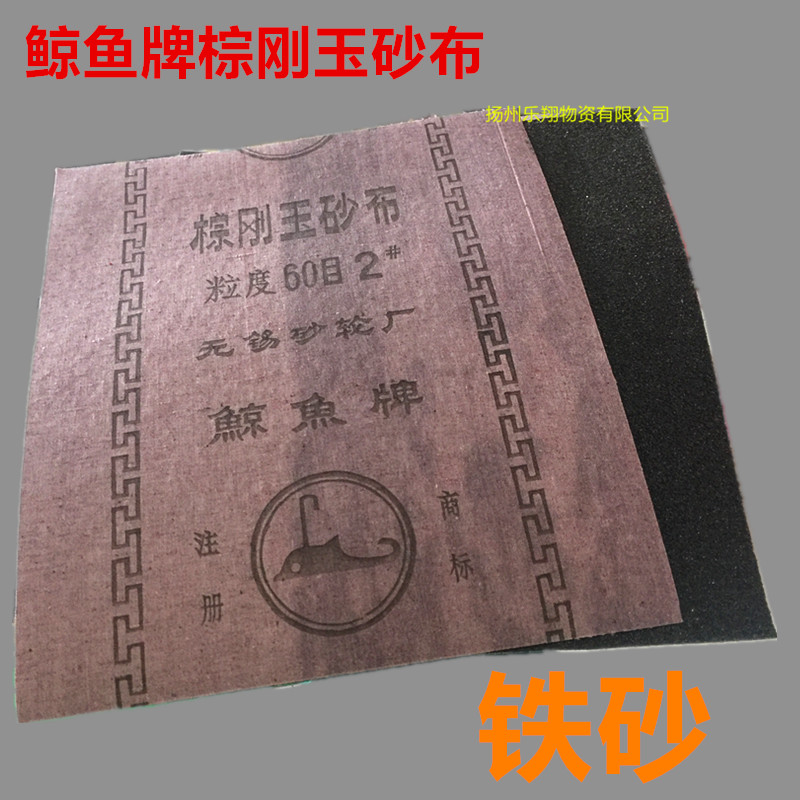 鲸鱼牌棕刚玉砂布
扬州乐翔物资有限公司
棕刚玉砂布
粒度60目2#
无锡砂轮厂
鯨魚牌
注册
商标
铁砂